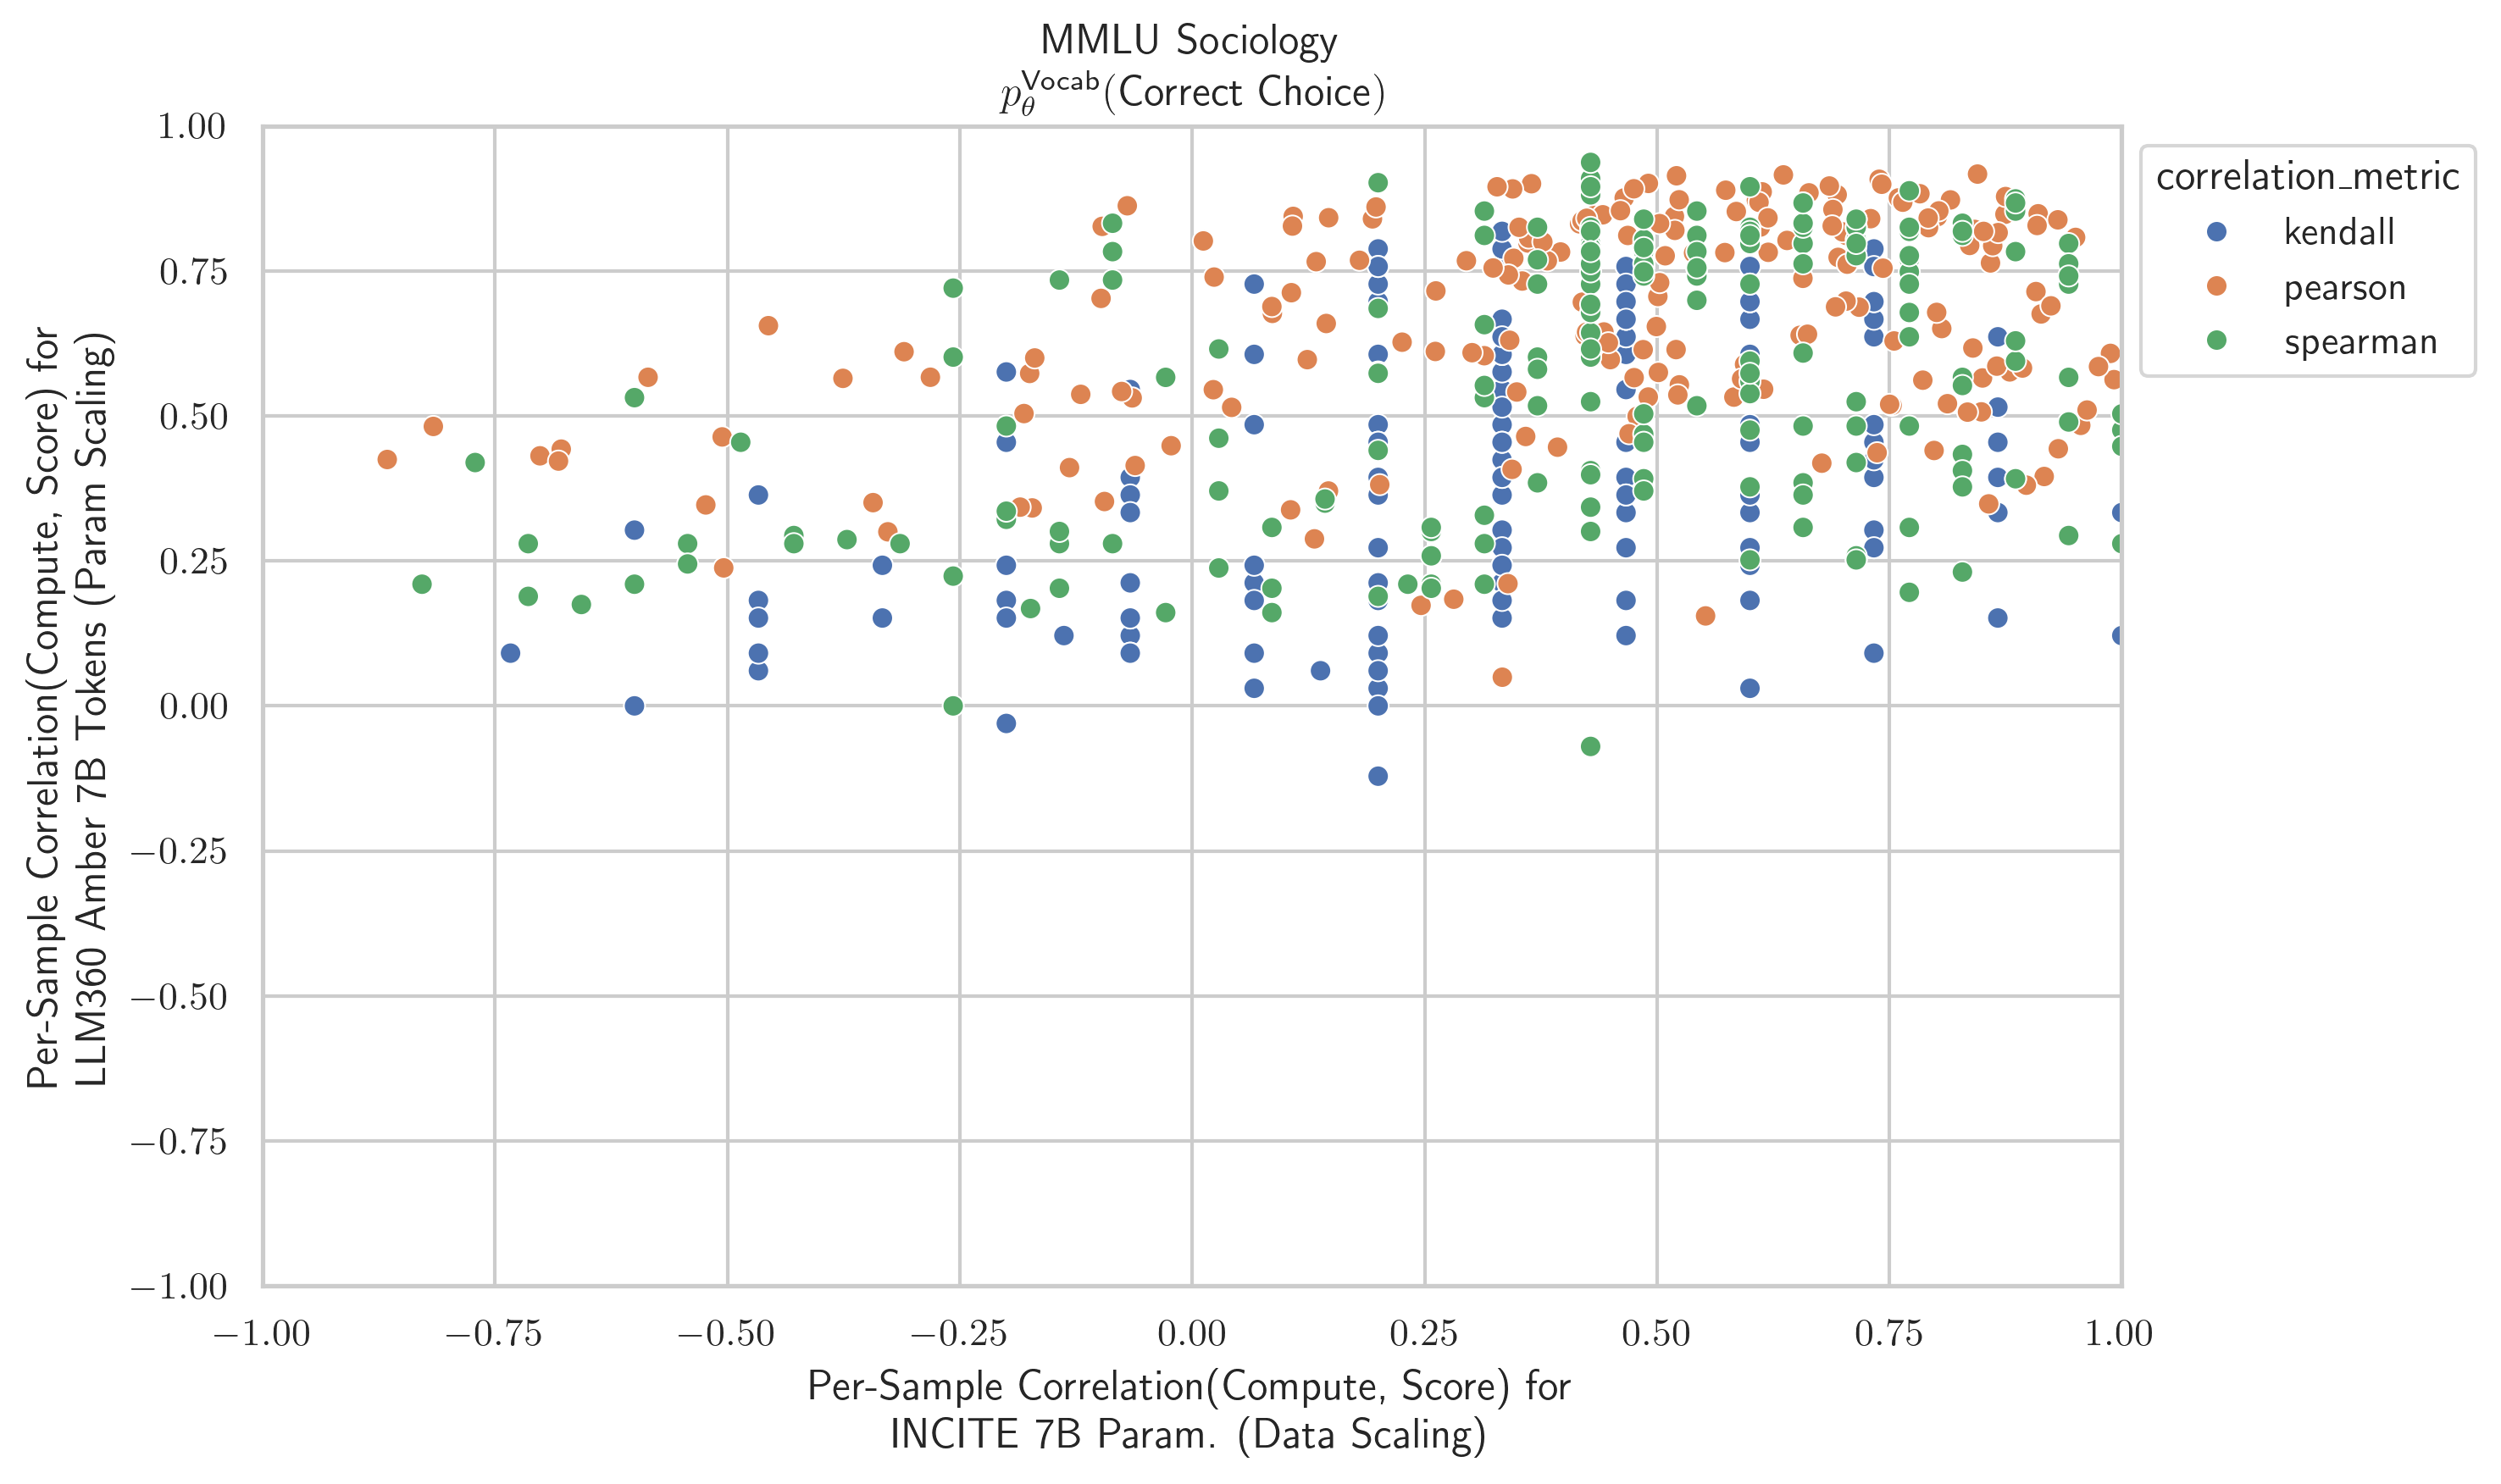 MMLU Sociology
p_θ^Vocab(Correct Choice)
1.00
0.75
0.50
0.25
0.00
−0.25
−0.50
−0.75
−1.00
Per-Sample Correlation(Compute, Score) for
LLM360 Amber 7B Tokens (Param Scaling)
correlation_metric
kendall
pearson
spearman
−1.00 −0.75 −0.50 −0.25 0.00 0.25 0.50 0.75 1.00
Per-Sample Correlation(Compute, Score) for
INCITE 7B Param. (Data Scaling)